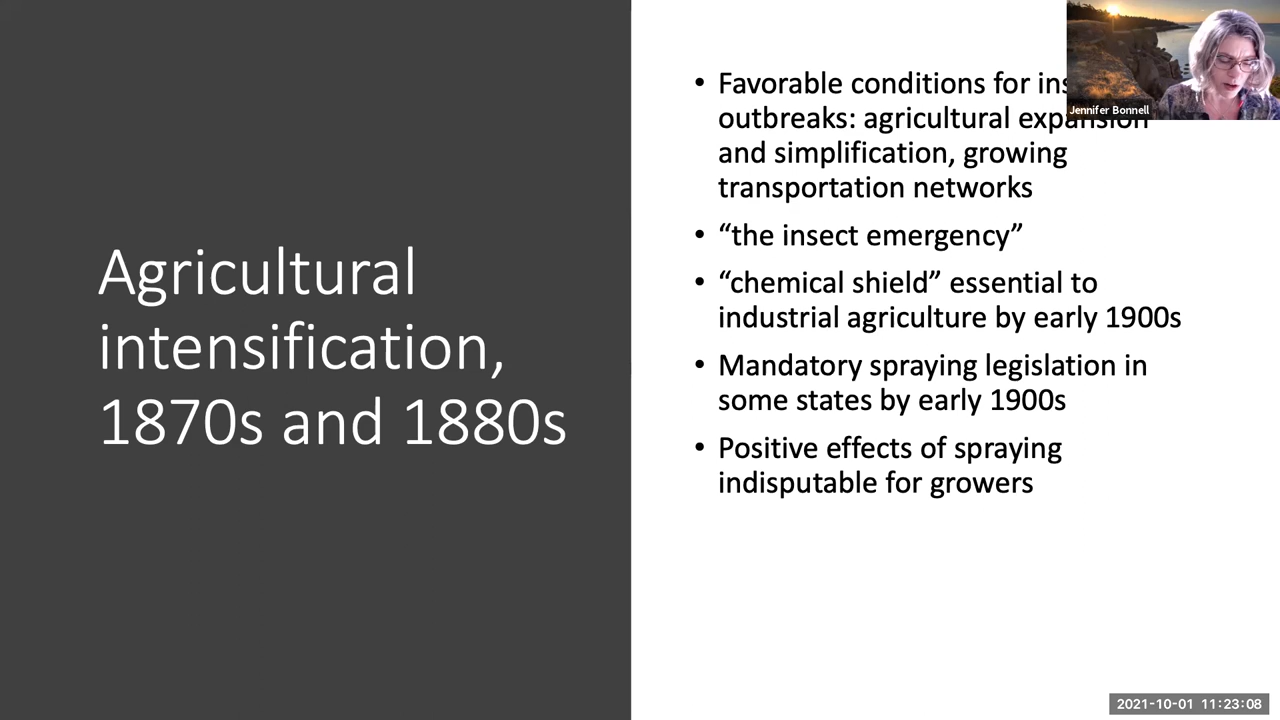 Agricultural
intensification,
1870s and 1880s
• Favorable conditions for
outbreaks: agricultural expansion
and simplification, growing
transportation networks
• “the insect emergency”
• “chemical shield” essential to
industrial agriculture by early 1900s
• Mandatory spraying legislation in
some states by early 1900s
• Positive effects of spraying
indisputable for growers
Jennifer Bonnell
2021-10-01 11:23:08